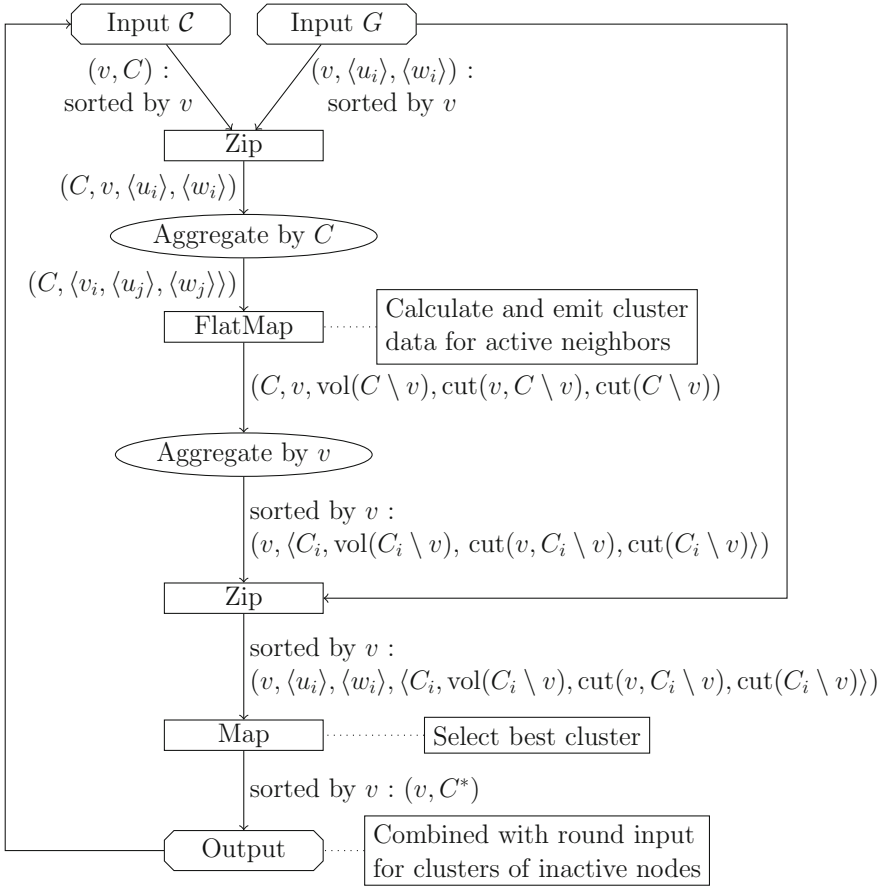 Input 𝒞
Input G
(v, C) :
sorted by v
(v, ⟨u_i⟩, ⟨w_i⟩) :
sorted by v
Zip
(C, v, ⟨u_i⟩, ⟨w_i⟩)
Aggregate by C
(C, ⟨v_i, ⟨u_j⟩, ⟨w_j⟩⟩)
FlatMap
Calculate and emit cluster
data for active neighbors
(C, v, vol(C \ v), cut(v, C \ v), cut(C \ v))
Aggregate by v
sorted by v :
(v, ⟨C_i, vol(C_i \ v), cut(v, C_i \ v), cut(C_i \ v)⟩)
Zip
sorted by v :
(v, ⟨u_i⟩, ⟨w_i⟩, ⟨C_i, vol(C_i \ v), cut(v, C_i \ v), cut(C_i \ v)⟩)
Map
Select best cluster
sorted by v : (v, C*)
Output
Combined with round input
for clusters of inactive nodes